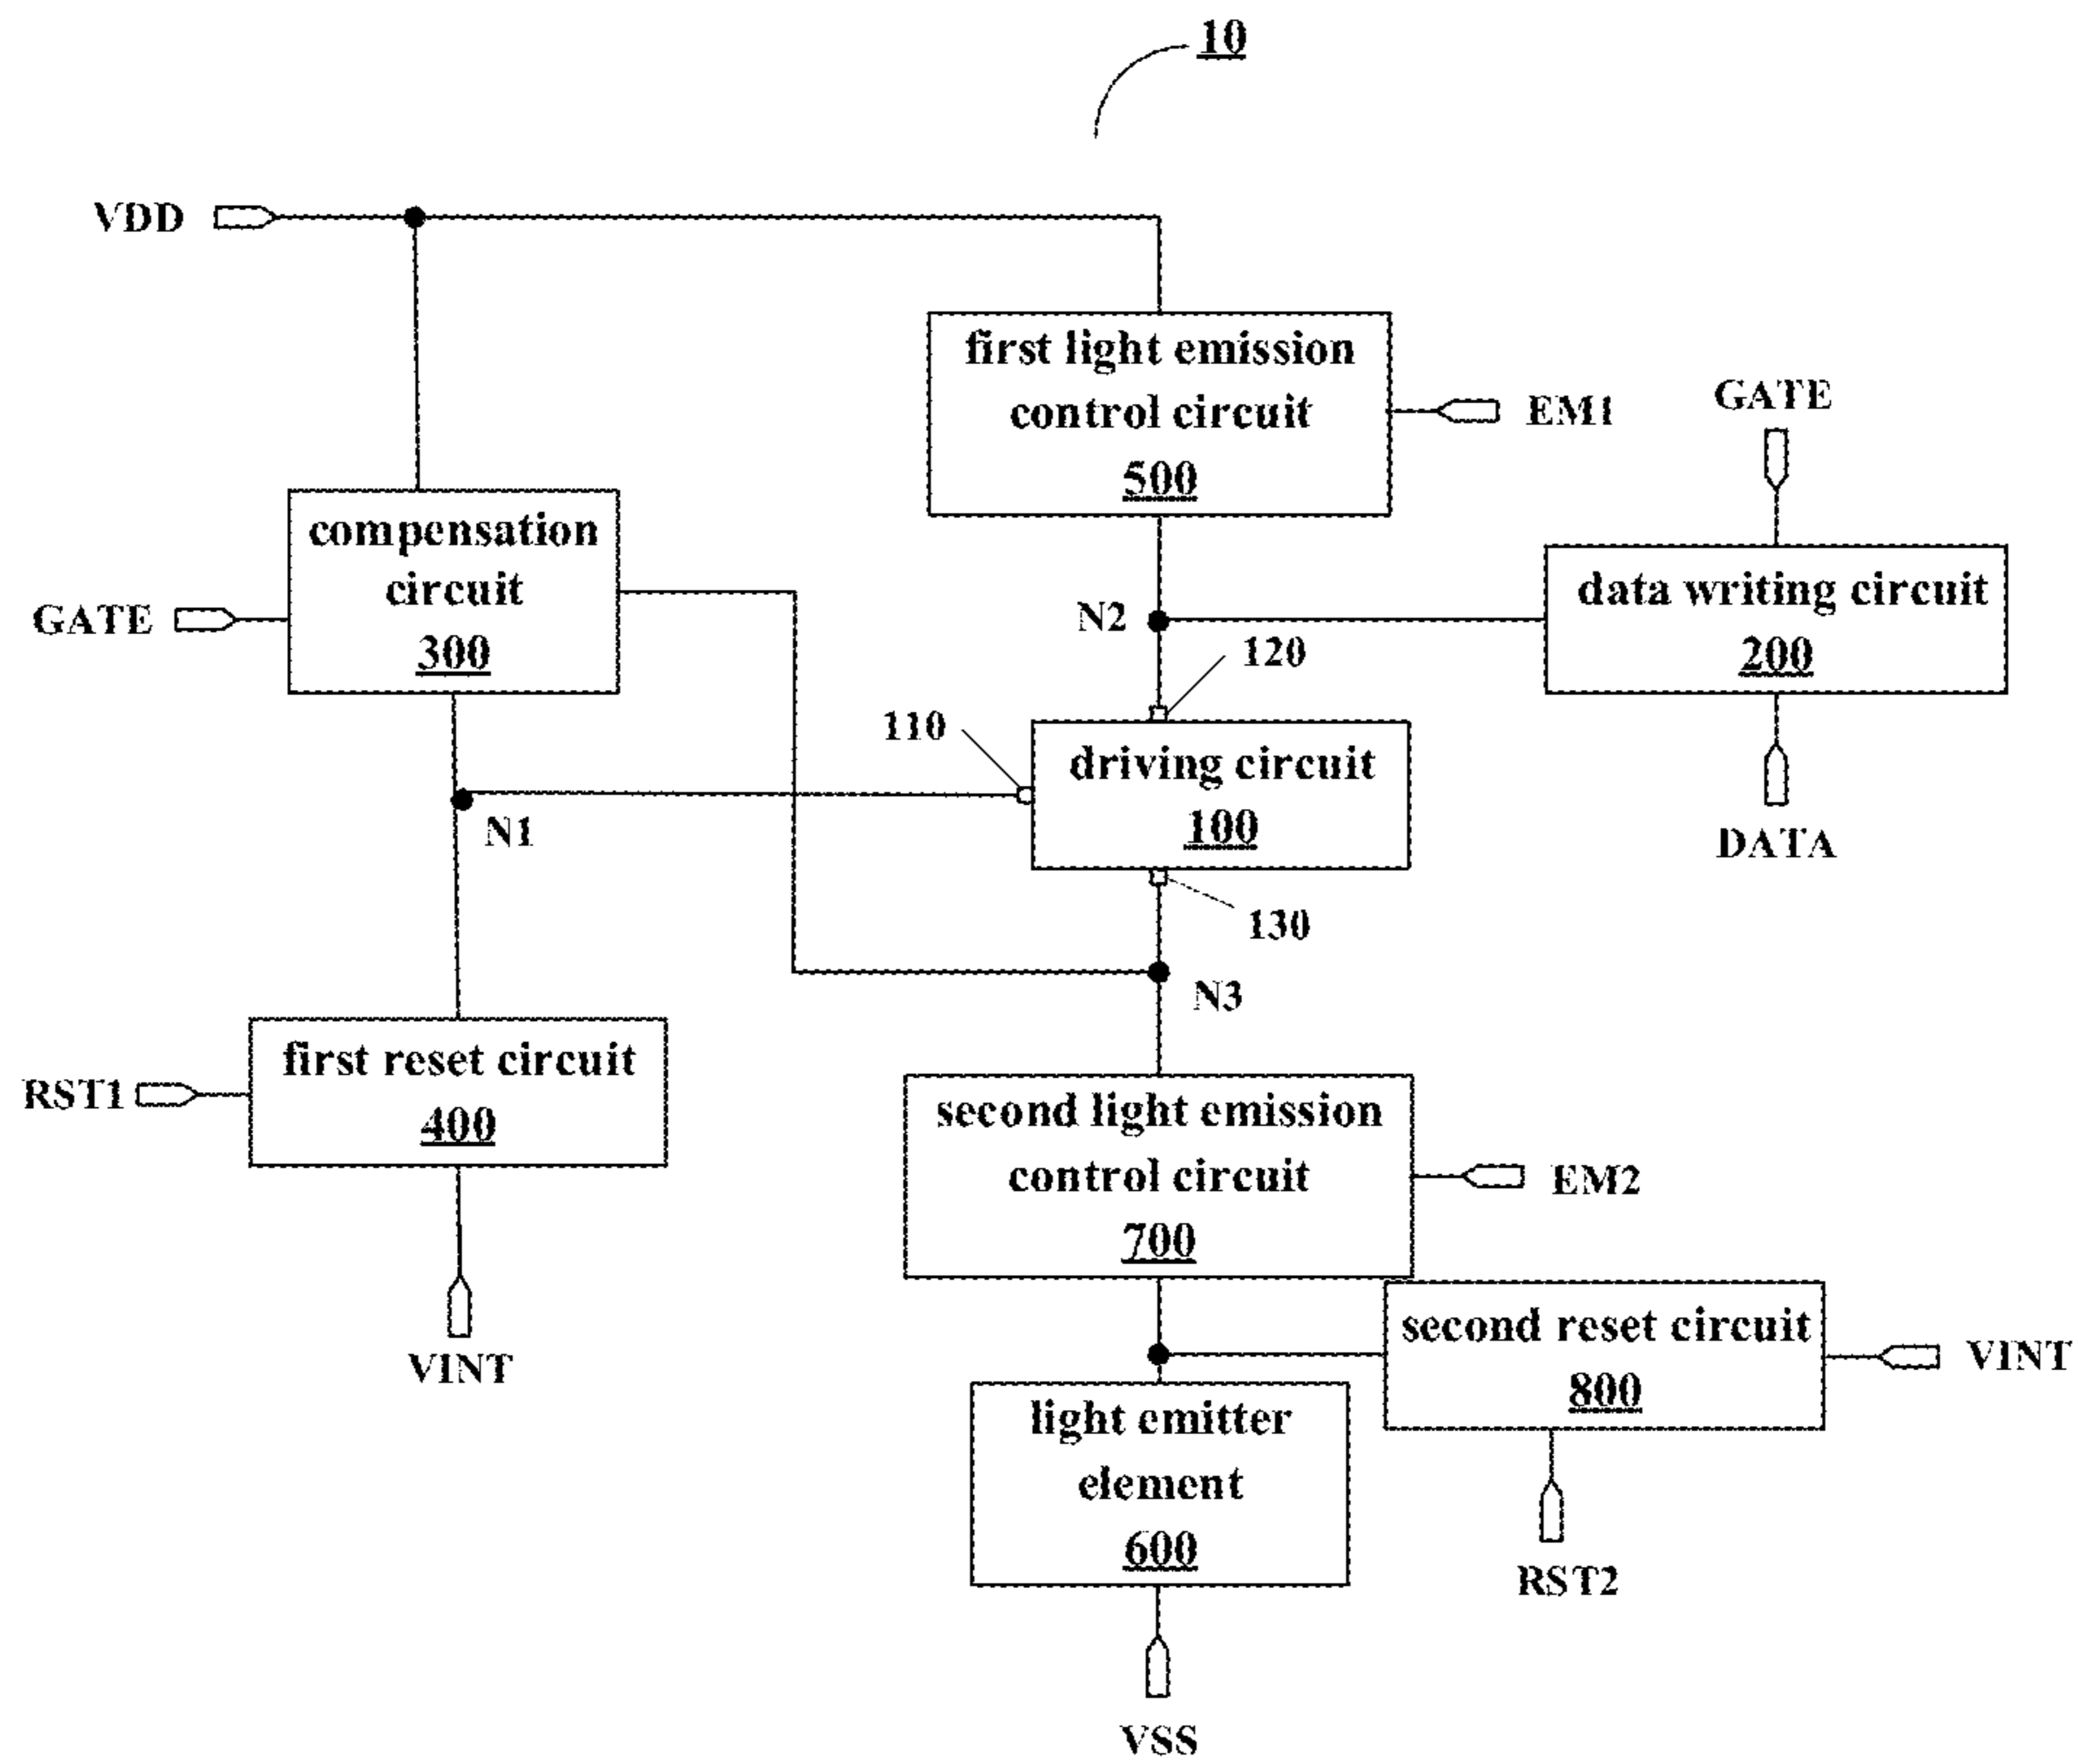 10
VDD
first light emission
control circuit
500
EM1
GATE
compensation
circuit
300
GATE
N2
120
data writing circuit
200
110
driving circuit
100
N1
DATA
130
N3
first reset circuit
400
RST1
second light emission
control circuit
700
EM2
VINT
second reset circuit
800
VINT
light emitter
element
600
RST2
VSS